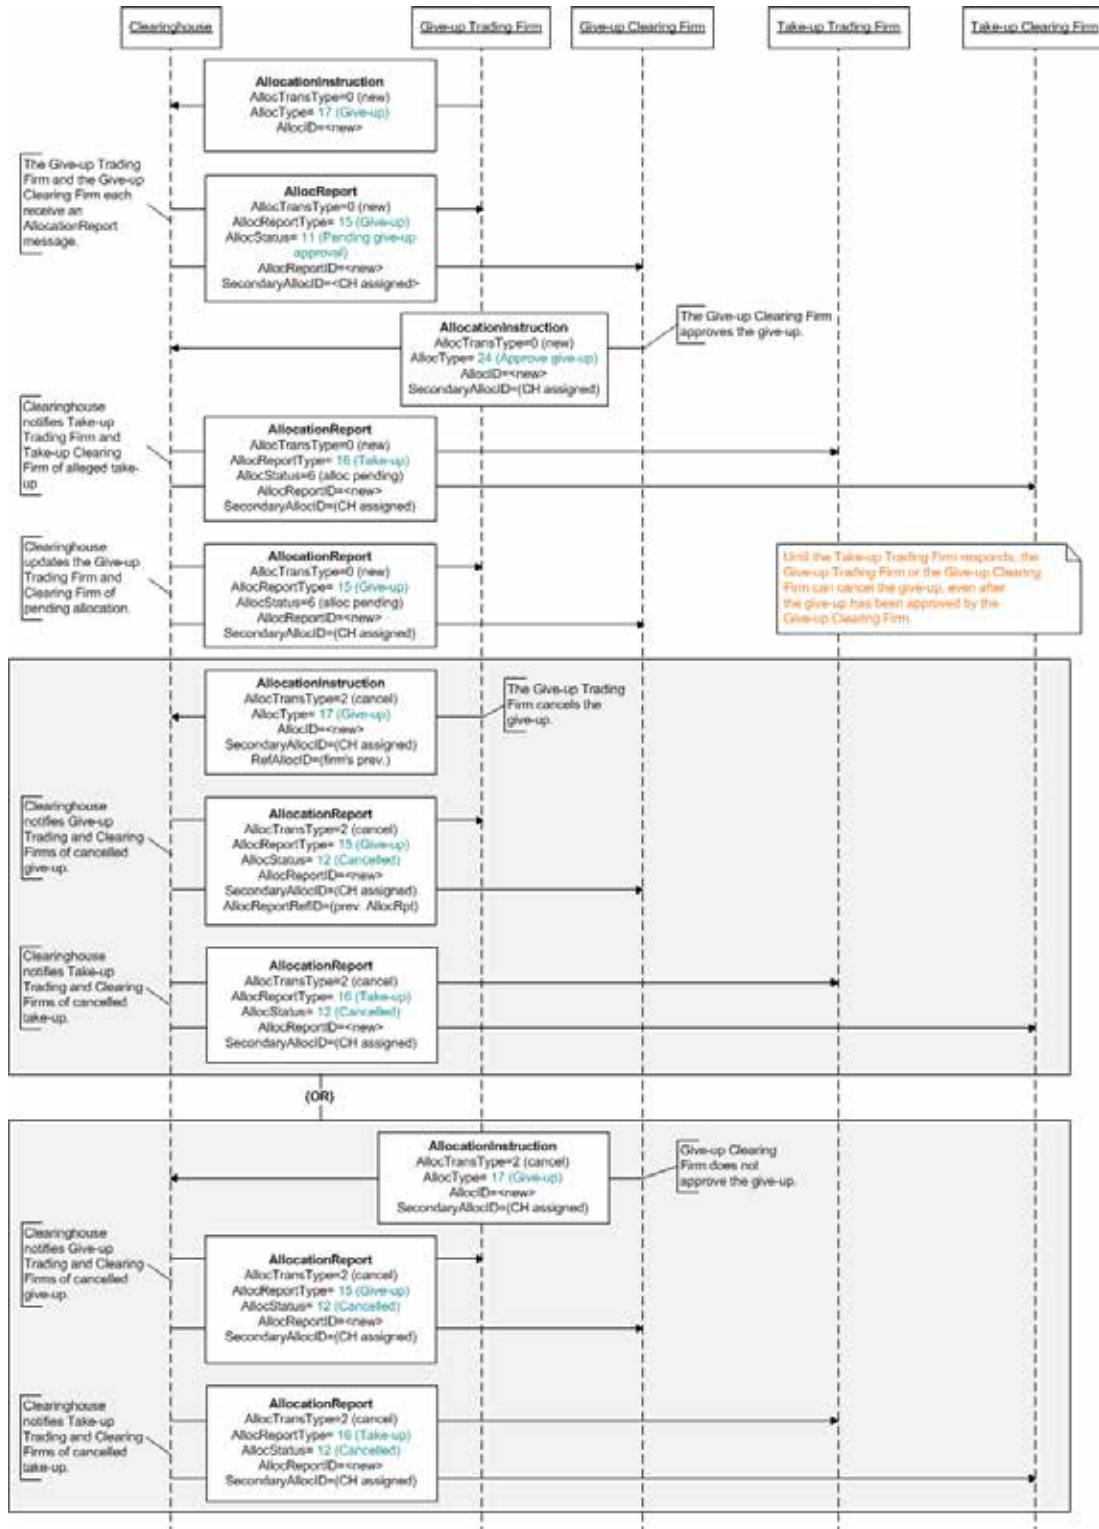 Clearinghouse
Give-up Trading Firm
Give-up Clearing Firm
Take-up Trading Firm
Take-up Clearing Firm
AllocationInstruction
AllocTransType=0 (new)
AllocType= 17 (Give-up)
AllocID=<new>
The Give-up Trading
Firm and the Give-up
Clearing Firm each
receive an
AllocationReport
message.
AllocReport
AllocTransType=0 (new)
AllocReportType= 15 (Give-up)
AllocStatus= 11 (Pending give-up
approval)
AllocReportID=<new>
SecondaryAllocID=<CH assigned>
The Give-up Clearing Firm
approves the give-up.
AllocationInstruction
AllocTransType=0 (new)
AllocType= 24 (Approve give-up)
AllocID=<new>
SecondaryAllocID=(CH assigned)
Clearinghouse
notifies Take-up
Trading Firm and
Take-up Clearing
Firm of alleged take-
up
AllocationReport
AllocTransType=0 (new)
AllocReportType= 16 (Take-up)
AllocStatus=6 (alloc pending)
AllocReportID=<new>
SecondaryAllocID=(CH assigned)
Clearinghouse
updates the Give-up
Trading Firm and
Clearing Firm of
pending allocation.
AllocationReport
AllocTransType=0 (new)
AllocReportType= 15 (Give-up)
AllocStatus=6 (alloc pending)
AllocReportID=<new>
SecondaryAllocID=(CH assigned)
Until the Take-up Trading Firm responds, the
Give-up Trading Firm or the Give-up Clearing
Firm can cancel the give-up, even after
the give-up has been approved by the
Give-up Clearing Firm.
AllocationInstruction
AllocTransType=2 (cancel)
AllocType= 17 (Give-up)
AllocID=<new>
SecondaryAllocID=(CH assigned)
RefAllocID=(firm's prev.)
The Give-up Trading
Firm cancels the
give-up.
Clearinghouse
notifies Give-up
Trading and Clearing
Firms of cancelled
give-up.
AllocationReport
AllocTransType=2 (cancel)
AllocReportType= 15 (Give-up)
AllocStatus= 12 (Cancelled)
AllocReportID=<new>
SecondaryAllocID=(CH assigned)
AllocReportRefID=(prev. AllocRpt)
Clearinghouse
notifies Take-up
Trading and Clearing
Firms of cancelled
take-up.
AllocationReport
AllocTransType=2 (cancel)
AllocReportType= 16 (Take-up)
AllocStatus= 12 (Cancelled)
AllocReportID=<new>
SecondaryAllocID=(CH assigned)
(OR)
AllocationInstruction
AllocTransType=2 (cancel)
AllocType= 17 (Give-up)
AllocID=<new>
SecondaryAllocID=(CH assigned)
Give-up Clearing
Firm does not
approve the give-up.
Clearinghouse
notifies Give-up
Trading and Clearing
Firms of cancelled
give-up.
AllocationReport
AllocTransType=2 (cancel)
AllocReportType= 15 (Give-up)
AllocStatus= 12 (Cancelled)
AllocReportID=<new>
SecondaryAllocID=(CH assigned)
Clearinghouse
notifies Take-up
Trading and Clearing
Firms of cancelled
take-up.
AllocationReport
AllocTransType=2 (cancel)
AllocReportType= 16 (Take-up)
AllocStatus= 12 (Cancelled)
AllocReportID=<new>
SecondaryAllocID=(CH assigned)